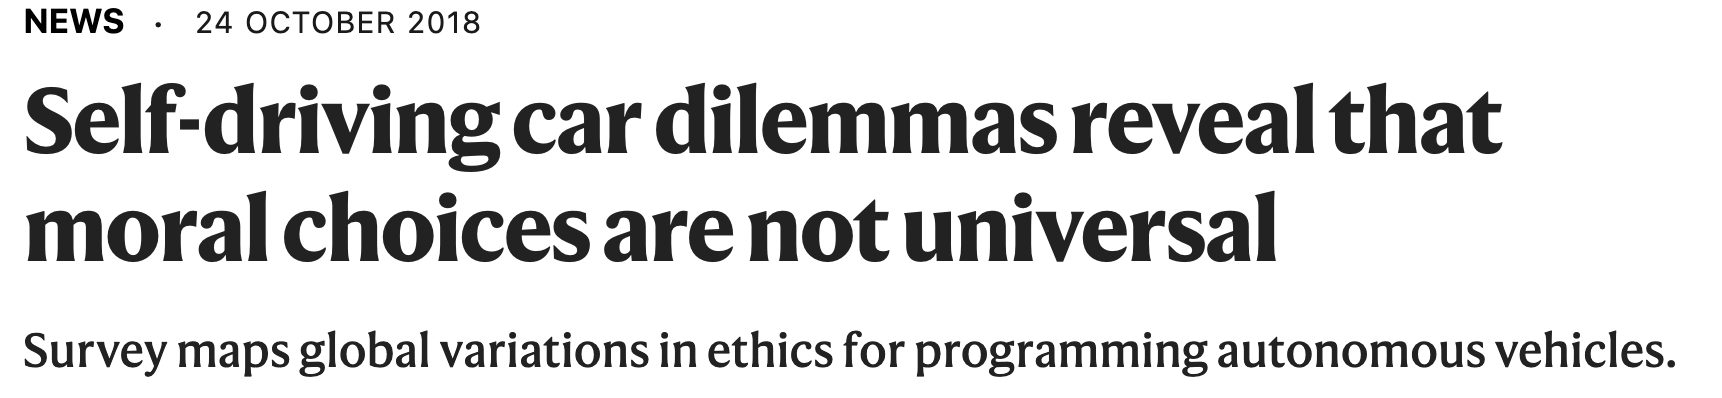 NEWS · 24 OCTOBER 2018
Self-driving car dilemmas reveal that
moral choices are not universal
Survey maps global variations in ethics for programming autonomous vehicles.